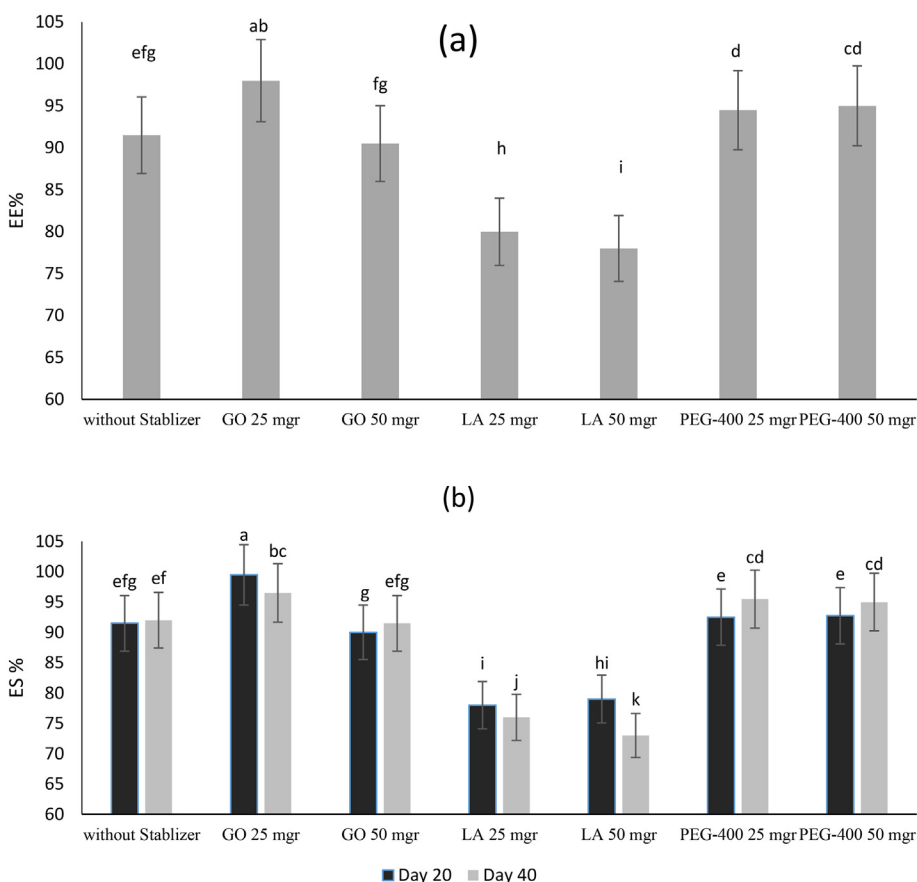 (a)
EE%
105
100
95
90
85
80
75
70
65
60
efg
ab
fg
h
i
d
cd
without Stablizer GO 25 mgr GO 50 mgr LA 25 mgr LA 50 mgr PEG-400 25 mgr PEG-400 50 mgr
(b)
ES %
105
100
95
90
85
80
75
70
65
60
efg ef
a bc
g efg
i j
hi k
e cd
e cd
without Stablizer GO 25 mgr GO 50 mgr LA 25 mgr LA 50 mgr PEG-400 25 mgr PEG-400 50 mgr
Day 20 Day 40